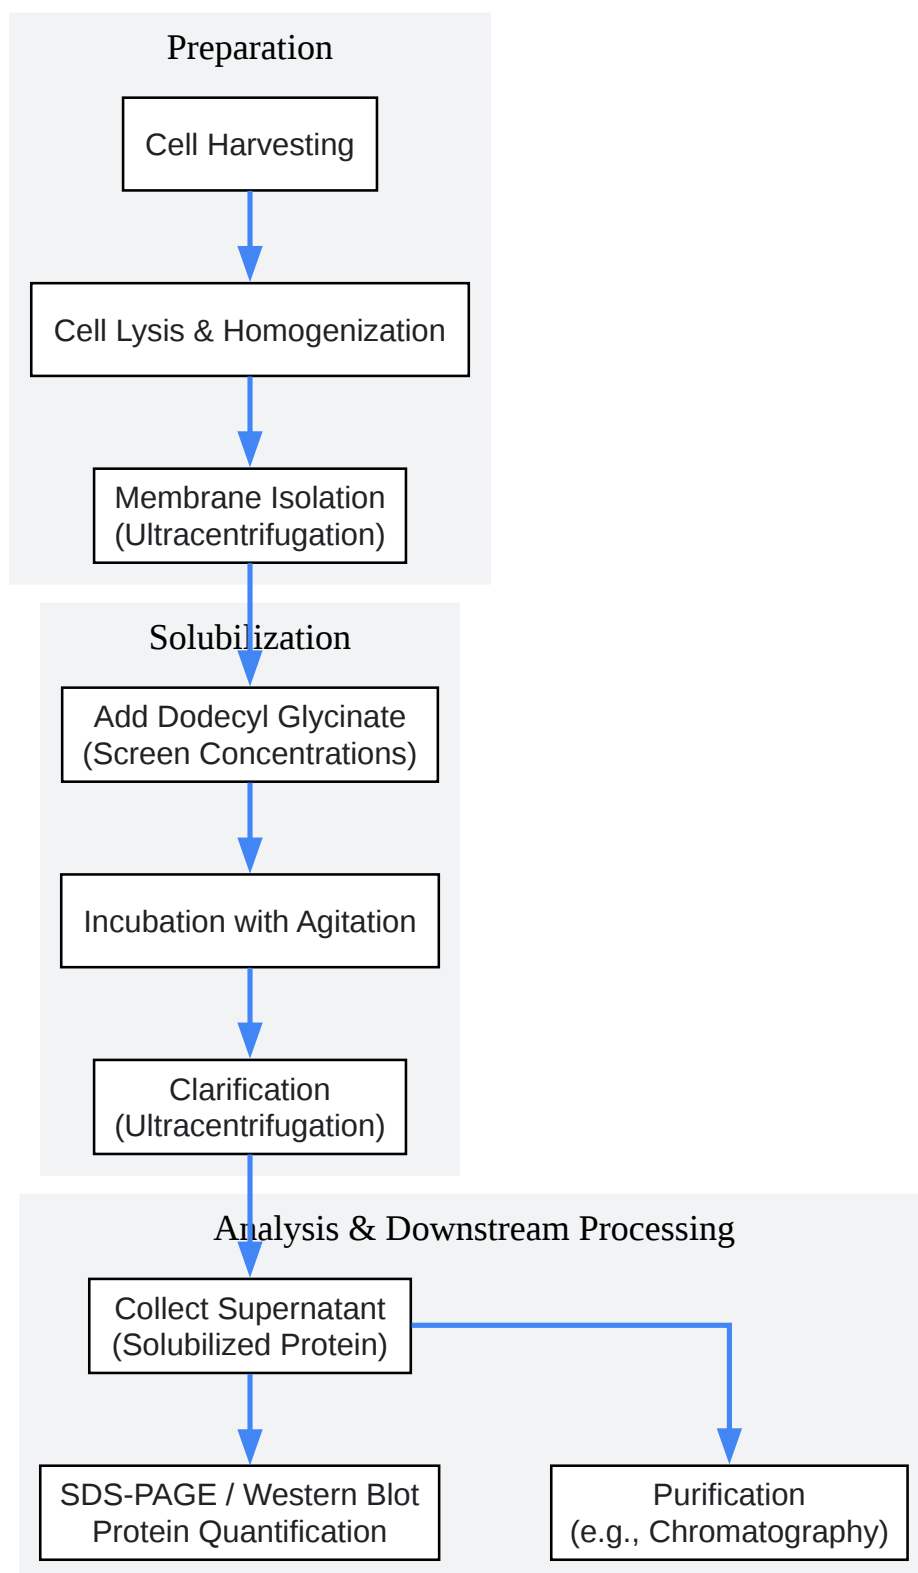 Preparation
Cell Harvesting
Cell Lysis & Homogenization
Membrane Isolation
(Ultracentrifugation)
Solubilization
Add Dodecyl Glycinate
(Screen Concentrations)
Incubation with Agitation
Clarification
(Ultracentrifugation)
Analysis & Downstream Processing
Collect Supernatant
(Solubilized Protein)
SDS-PAGE / Western Blot
Protein Quantification
Purification
(e.g., Chromatography)